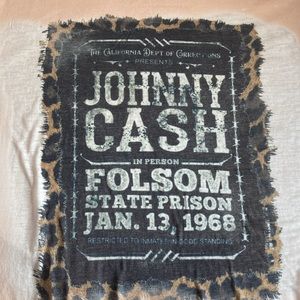 THE CALIFORNIA DEPT OF CORRECTIONS
PRESENTS
JOHNNY
CASH
IN PERSON
FOLSOM
STATE PRISON
JAN. 13, 1968
RESTRICTED TO INMATES IN GOOD STANDING